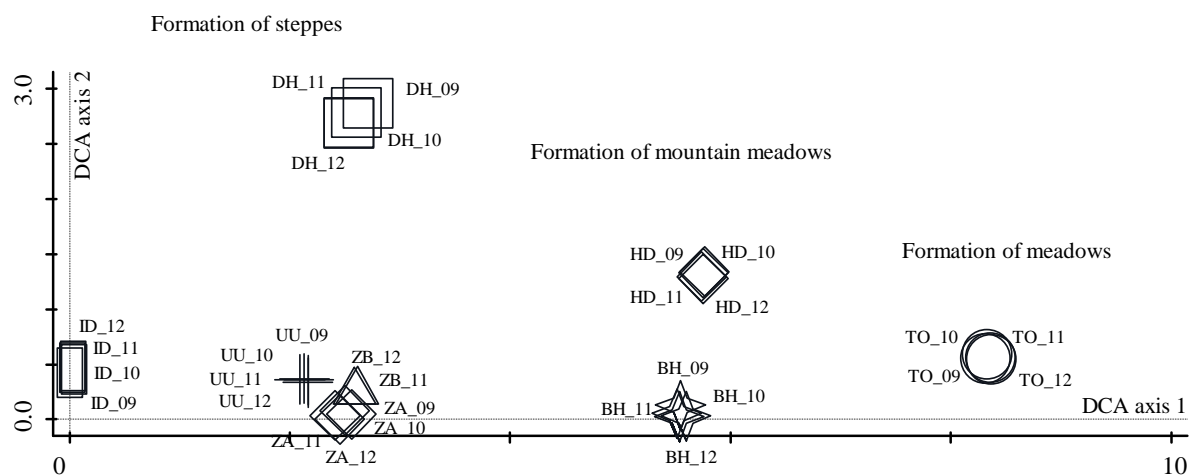 Formation of steppes
3.0
DCA axis 2
DH_11
DH_09
DH_10
DH_12
Formation of mountain meadows
HD_09
HD_10
HD_11
HD_12
Formation of meadows
TO_10
TO_11
TO_09
TO_12
ID_12
ID_11
ID_10
ID_09
UU_09
UU_10
UU_11
UU_12
ZB_12
ZB_11
ZA_09
ZA_10
ZA_11
ZA_12
BH_09
BH_10
BH_11
BH_12
DCA axis 1
0.0
0
10